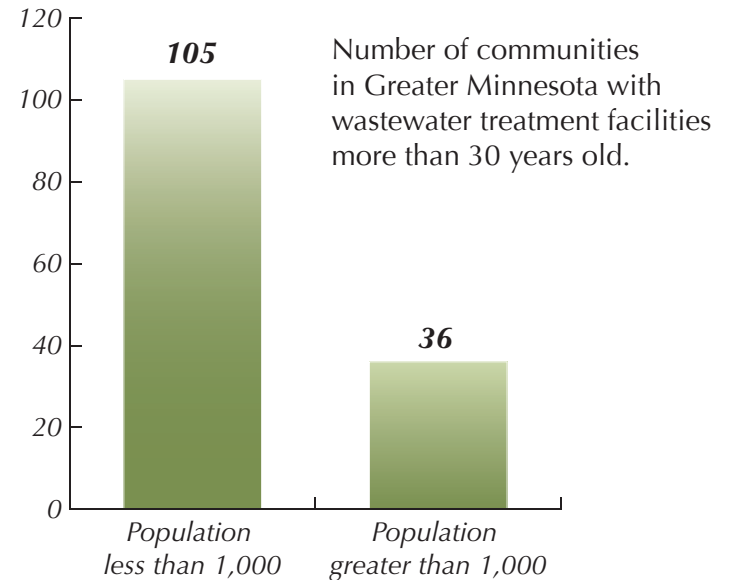 120
100
80
60
40
20
0
105
36
Number of communities
in Greater Minnesota with
wastewater treatment facilities
more than 30 years old.
Population
less than 1,000
Population
greater than 1,000